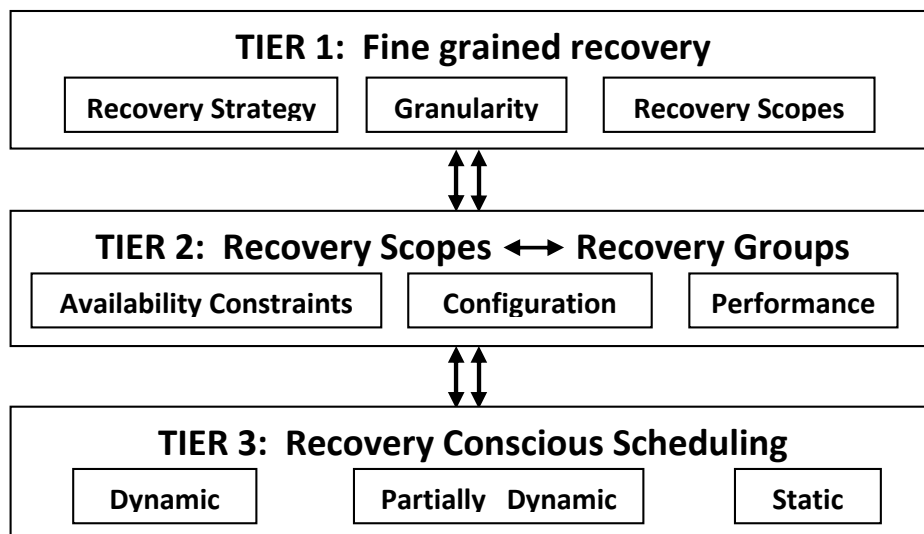 TIER 1: Fine grained recovery
Recovery Strategy
Granularity
Recovery Scopes
TIER 2: Recovery Scopes Recovery Groups
Availability Constraints
Configuration
Performance
TIER 3: Recovery Conscious Scheduling
Dynamic
Partially Dynamic
Static